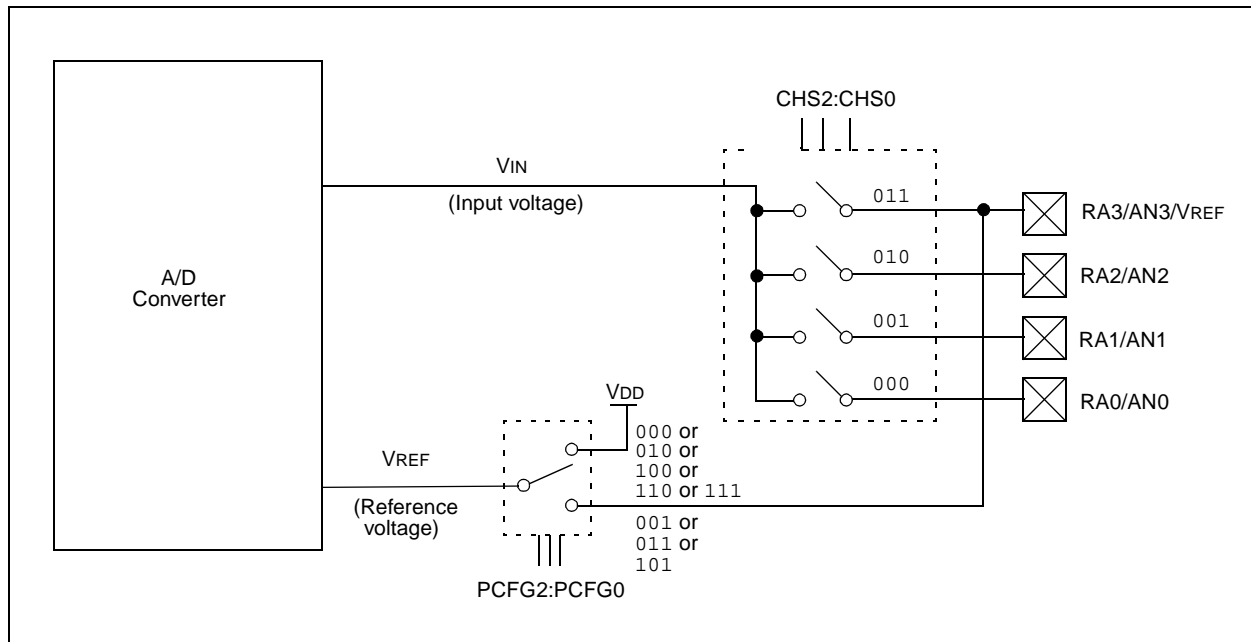 CHS2:CHS0
VIN
(Input voltage)
011
RA3/AN3/VREF
010
RA2/AN2
A/D
Converter
001
RA1/AN1
000
RA0/AN0
VDD
000 or
010 or
100 or
110 or 111
VREF
(Reference
voltage)
001 or
011 or
101
PCFG2:PCFG0